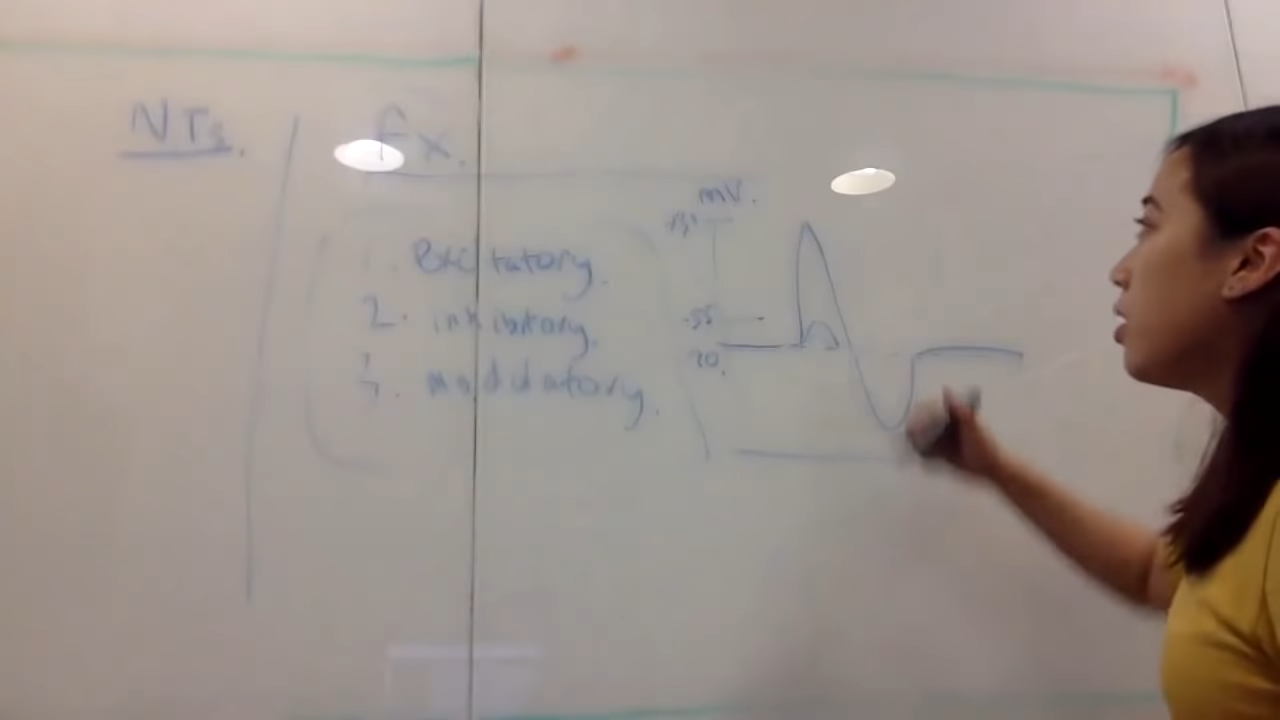 NTs.
fx.
1. Excitatory.
2. inhibitory.
3. modulatory.
mV.
-55
-70.